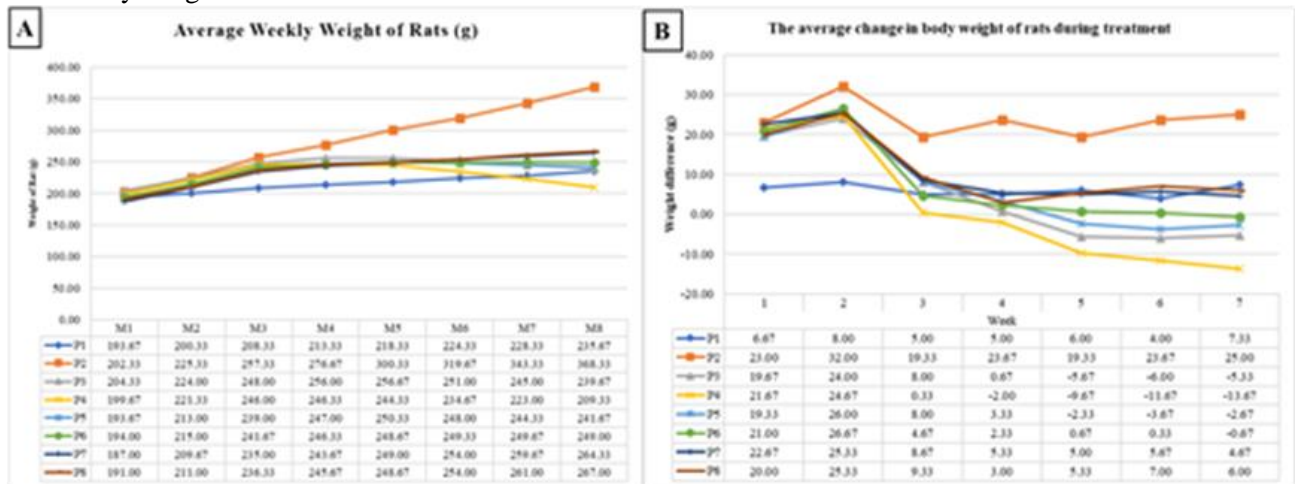 A
Average Weekly Weight of Rats (g)
Weight of Rat (g)
400.00
350.00
300.00
250.00
200.00
150.00
100.00
50.00
0.00
M1 M2 M3 M4 M5 M6 M7 M8
P1 193.67 200.33 208.33 213.33 218.33 224.33 228.33 235.67
P2 202.33 225.33 257.33 276.67 300.33 319.67 343.33 368.33
P3 204.33 224.00 248.00 256.00 256.67 251.00 245.00 239.67
P4 199.67 221.33 246.00 246.33 244.33 234.67 223.00 209.33
P5 193.67 213.00 239.00 247.00 250.33 248.00 244.33 241.67
P6 194.00 215.00 241.67 246.33 248.67 249.33 249.67 249.00
P7 187.00 209.67 235.00 243.67 249.00 254.00 259.67 264.33
P8 191.00 211.00 236.33 245.67 248.67 254.00 261.00 267.00
B
The average change in body weight of rats during treatment
Weight difference (g)
40.00
30.00
20.00
10.00
0.00
-10.00
-20.00
1 2 3 4 5 6 7
Week
P1 6.67 8.00 5.00 5.00 6.00 4.00 7.33
P2 23.00 32.00 19.33 23.67 19.33 23.67 25.00
P3 19.67 24.00 8.00 0.67 -5.67 -6.00 -5.33
P4 21.67 24.67 0.33 -2.00 -9.67 -11.67 -13.67
P5 19.33 26.00 8.00 3.33 -2.33 -3.67 -2.67
P6 21.00 26.67 4.67 2.33 0.67 0.33 -0.67
P7 22.67 25.33 8.67 5.33 5.00 5.67 4.67
P8 20.00 25.33 9.33 3.00 5.33 7.00 6.00